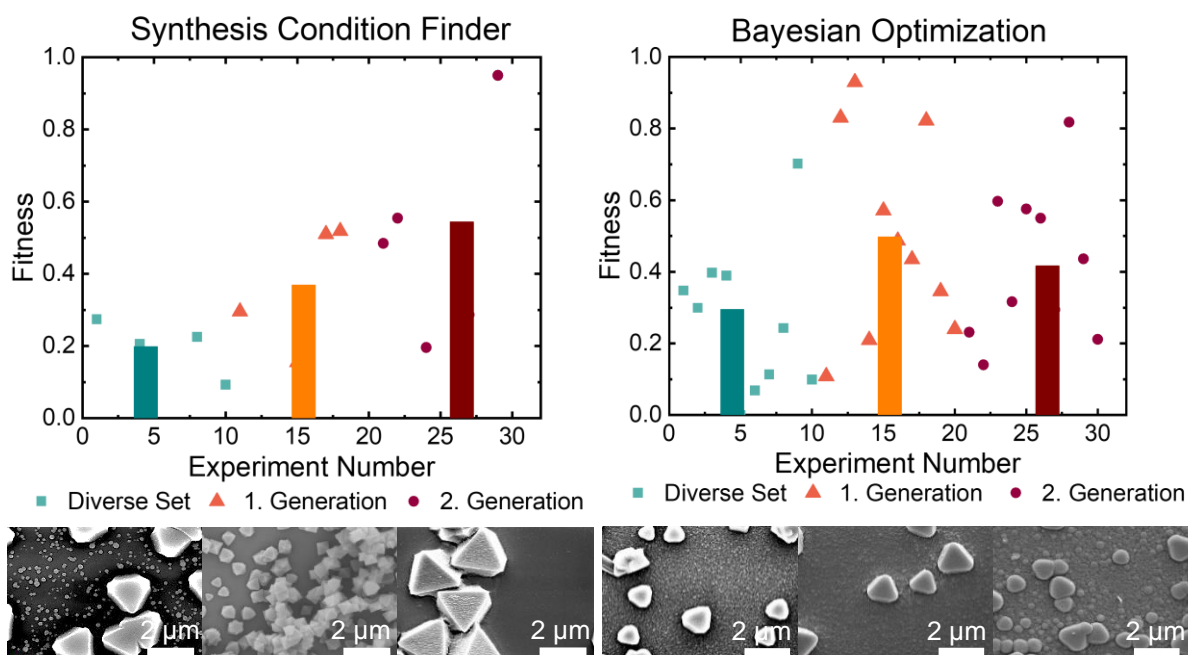 Synthesis Condition Finder
1.0
0.8
0.6
0.4
0.2
0.0
Fitness
0 5 10 15 20 25 30
Experiment Number
Diverse Set 1. Generation 2. Generation
Bayesian Optimization
1.0
0.8
0.6
0.4
0.2
0.0
Fitness
0 5 10 15 20 25 30
Experiment Number
Diverse Set 1. Generation 2. Generation
2 µm 2 µm 2 µm 2 µm 2 µm 2 µm